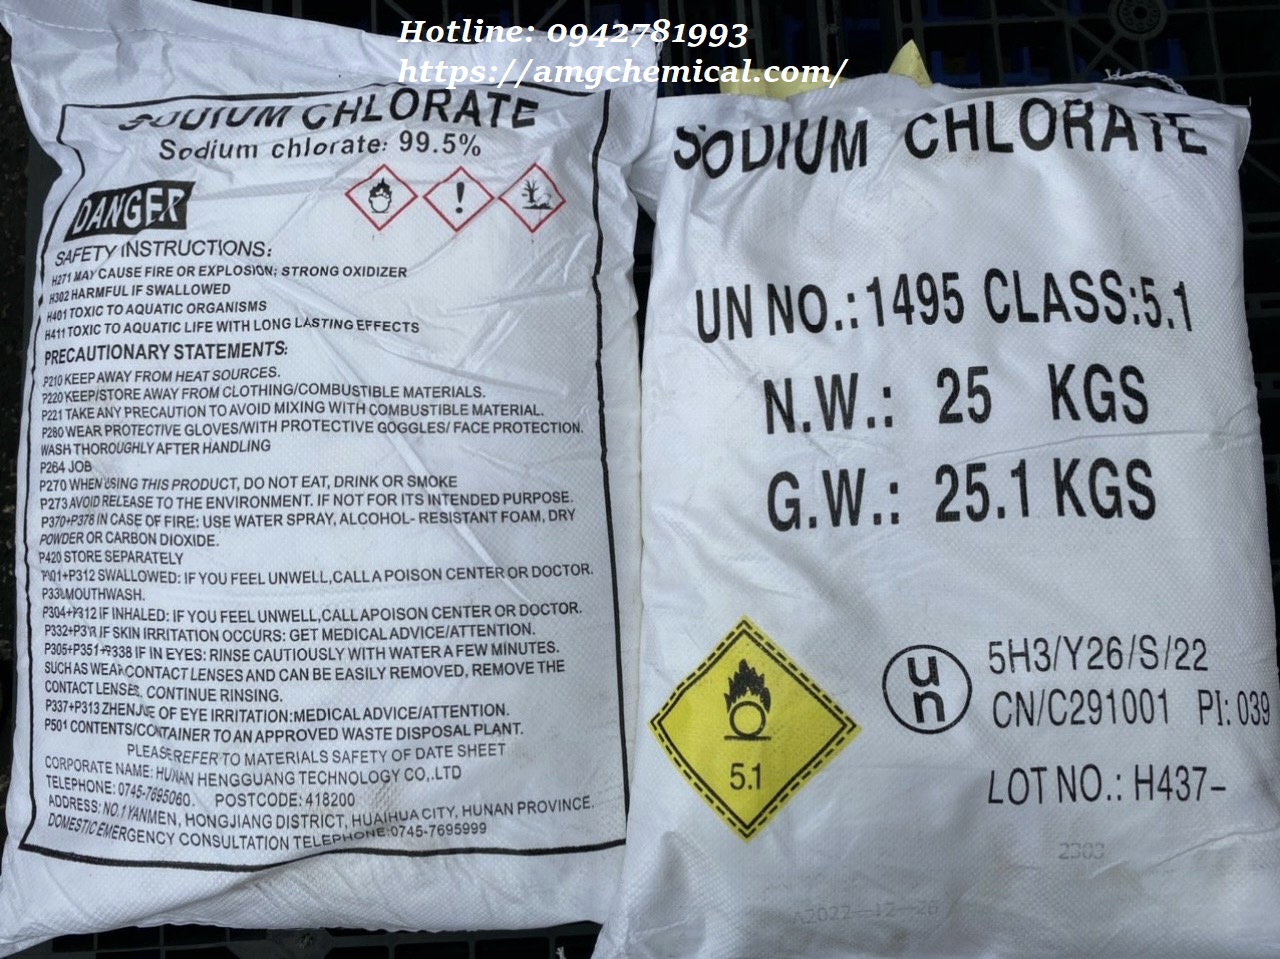 Hotline: 0942781993
https://amgchemical.com/
SODIUM CHLORATE
Sodium chlorate: 99.5%
DANGER
SAFETY INSTRUCTIONS:
H271 MAY CAUSE FIRE OR EXPLOSION; STRONG OXIDIZER
H302 HARMFUL IF SWALLOWED
H401 TOXIC TO AQUATIC ORGANISMS
H411 TOXIC TO AQUATIC LIFE WITH LONG LASTING EFFECTS
PRECAUTIONARY STATEMENTS:
P210 KEEP AWAY FROM HEAT SOURCES.
P220 KEEP/STORE AWAY FROM CLOTHING/COMBUSTIBLE MATERIALS.
P221 TAKE ANY PRECAUTION TO AVOID MIXING WITH COMBUSTIBLE MATERIAL.
P280 WEAR PROTECTIVE GLOVES/WITH PROTECTIVE GOGGLES/ FACE PROTECTION.
WASH THOROUGHLY AFTER HANDLING
P264 JOB
P270 WHEN USING THIS PRODUCT, DO NOT EAT, DRINK OR SMOKE
P273 AVOID RELEASE TO THE ENVIRONMENT. IF NOT FOR ITS INTENDED PURPOSE.
P370+P378 IN CASE OF FIRE: USE WATER SPRAY, ALCOHOL- RESISTANT FOAM, DRY
POWDER OR CARBON DIOXIDE.
P420 STORE SEPARATELY
P301+P312 SWALLOWED: IF YOU FEEL UNWELL,CALL A POISON CENTER OR DOCTOR.
MOUTHWASH.
P304+P312 IF INHALED: IF YOU FEEL UNWELL,CALLAPOISON CENTER OR DOCTOR.
IF SKIN IRRITATION OCCURS: GET MEDICAL ADVICE/ATTENTION.
P305+P351+P338 IF IN EYES: RINSE CAUTIOUSLY WITH WATER A FEW MINUTES.
SUCH AS WEAR CONTACT LENSES AND CAN BE EASILY REMOVED, REMOVE THE
CONTACT LENSES, CONTINUE RINSING.
P337+P313 OF EYE IRRITATION:MEDICAL ADVICE/ATTENTION.
P501 CONTENTS/CONTAINER TO AN APPROVED WASTE DISPOSAL PLANT.
PLEASE REFER TO MATERIALS SAFETY OF DATE SHEET
CORPORATE NAME: HUNAN HENGGUANG TECHNOLOGY CO,.LTD
TELEPHONE: 0745-7695060. POSTCODE: 418200
ADDRESS: NO.1 YANMEN, HONGJIANG DISTRICT, HUAIHUA CITY, HUNAN PROVINCE.
DOMESTIC EMERGENCY CONSULTATION TELEPHONE:0745-7695999
SODIUM CHLORATE
UN NO.:1495 CLASS:5.1
N.W.: 25 KGS
G.W.: 25.1 KGS
5.1
un
5H3/Y26/S/22
CN/C291001 PI: 039
LOT NO.: H437-
2303
A2022-12-28